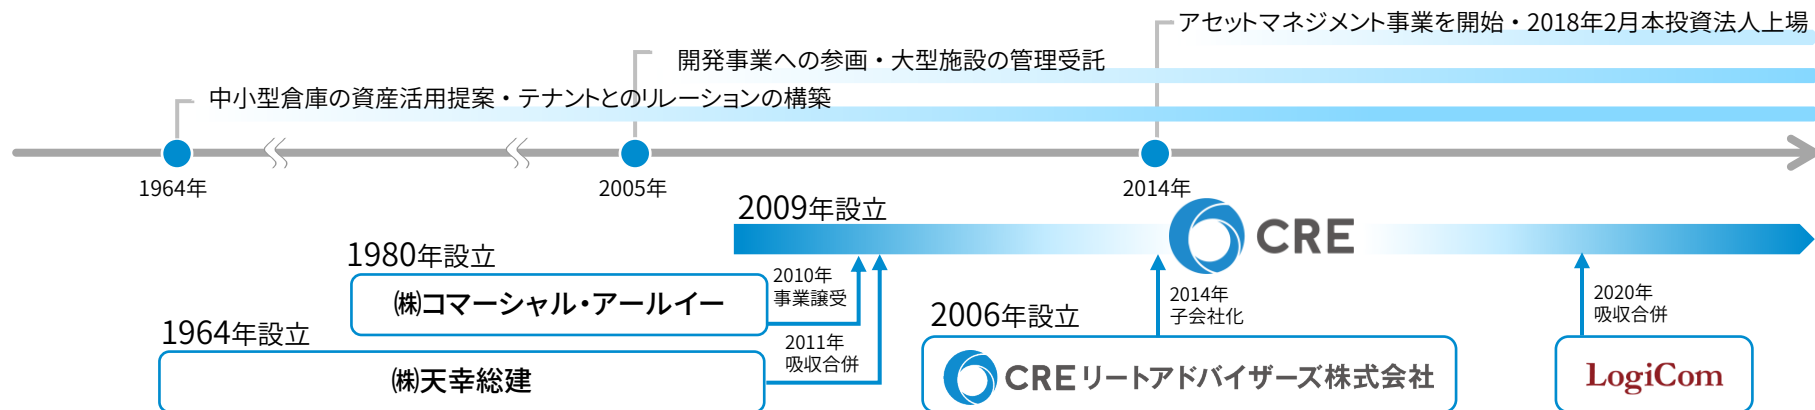 アセットマネジメント事業を開始・2018年2月本投資法人上場
開発事業への参画・大型施設の管理受託
中小型倉庫の資産活用提案・テナントとのリレーションの構築
1964年
2005年
2014年
2009年設立
CRE
1980年設立
㈱コマーシャル・アールイー
2010年
事業譲受
1964年設立
㈱天幸総建
2011年
吸収合併
2006年設立
CREリートアドバイザーズ株式会社
2014年
子会社化
2020年
吸収合併
LogiCom